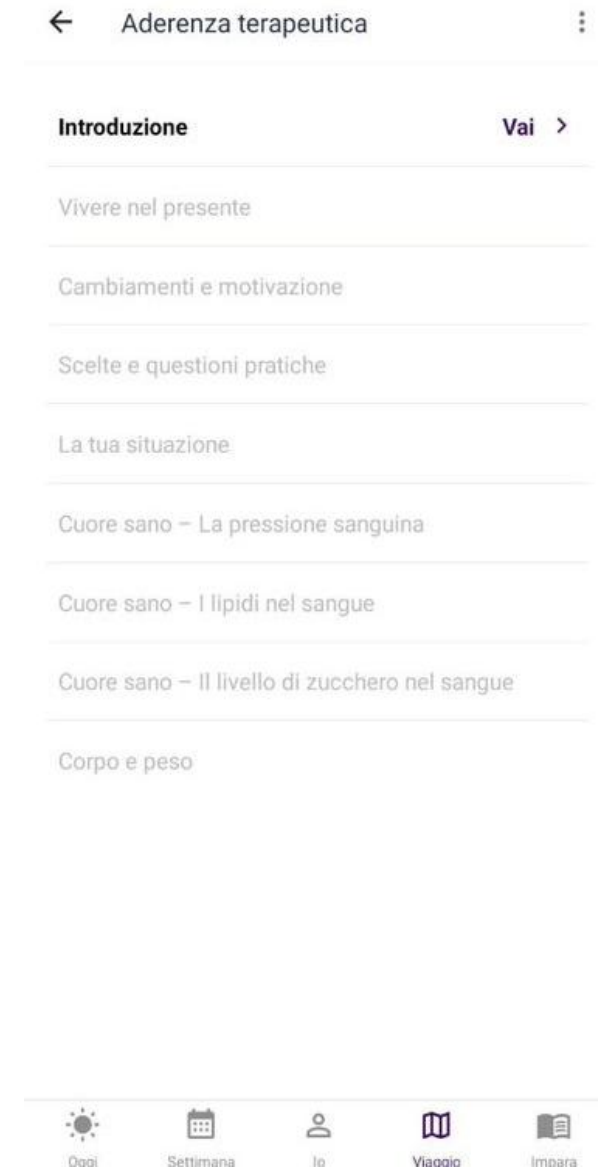 Aderenza terapeutica
Introduzione Vai
Vivere nel presente
Cambiamenti e motivazione
Scelte e questioni pratiche
La tua situazione
Cuore sano – La pressione sanguina
Cuore sano – I lipidi nel sangue
Cuore sano – Il livello di zucchero nel sangue
Corpo e peso
Oggi Settimana Io Viaggio Impara